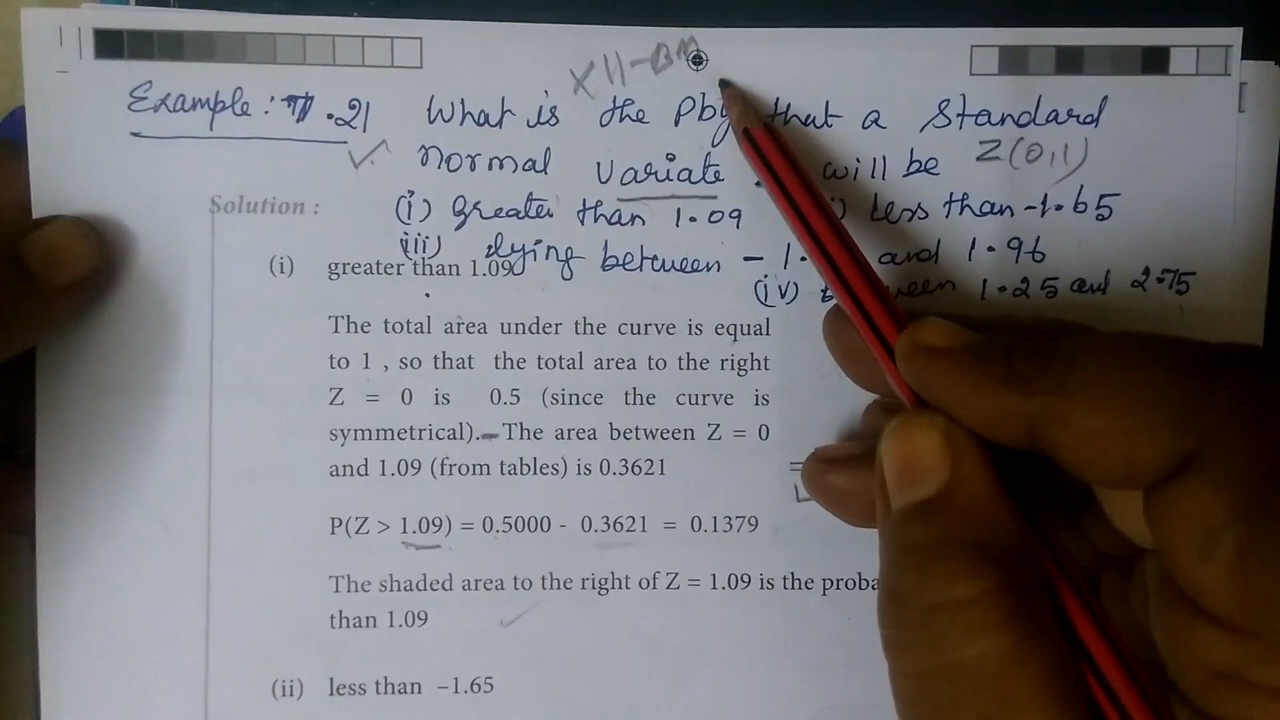 XII-BM
Example: 7.21 What is the Pby that a Standard
normal variate will be Z(0,1)
(i) Greater than 1.09 ) Less than -1.65
(iii) lying between - 1. and 1.96
(iv) 1.25 and 2.75
Solution :
(i) greater than 1.09
The total area under the curve is equal
to 1 , so that the total area to the right
Z = 0 is 0.5 (since the curve is
symmetrical). The area between Z = 0
and 1.09 (from tables) is 0.3621
P(Z > 1.09) = 0.5000 - 0.3621 = 0.1379
The shaded area to the right of Z = 1.09 is the proba
than 1.09
(ii) less than −1.65